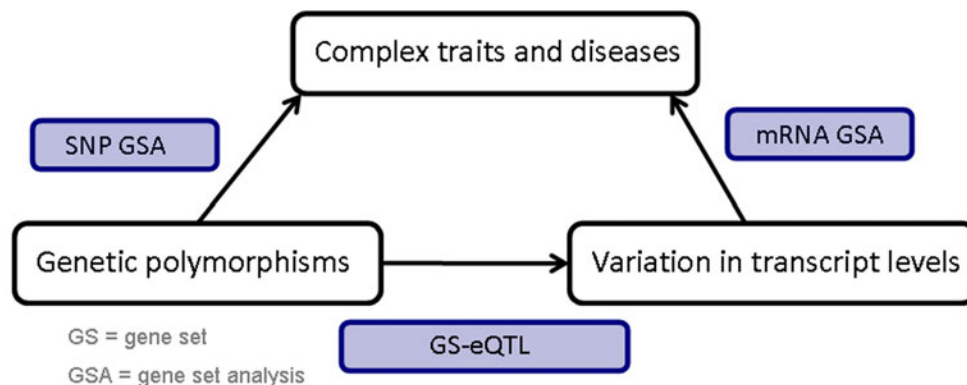 Complex traits and diseases
SNP GSA
mRNA GSA
Genetic polymorphisms
Variation in transcript levels
GS = gene set
GS-eQTL
GSA = gene set analysis